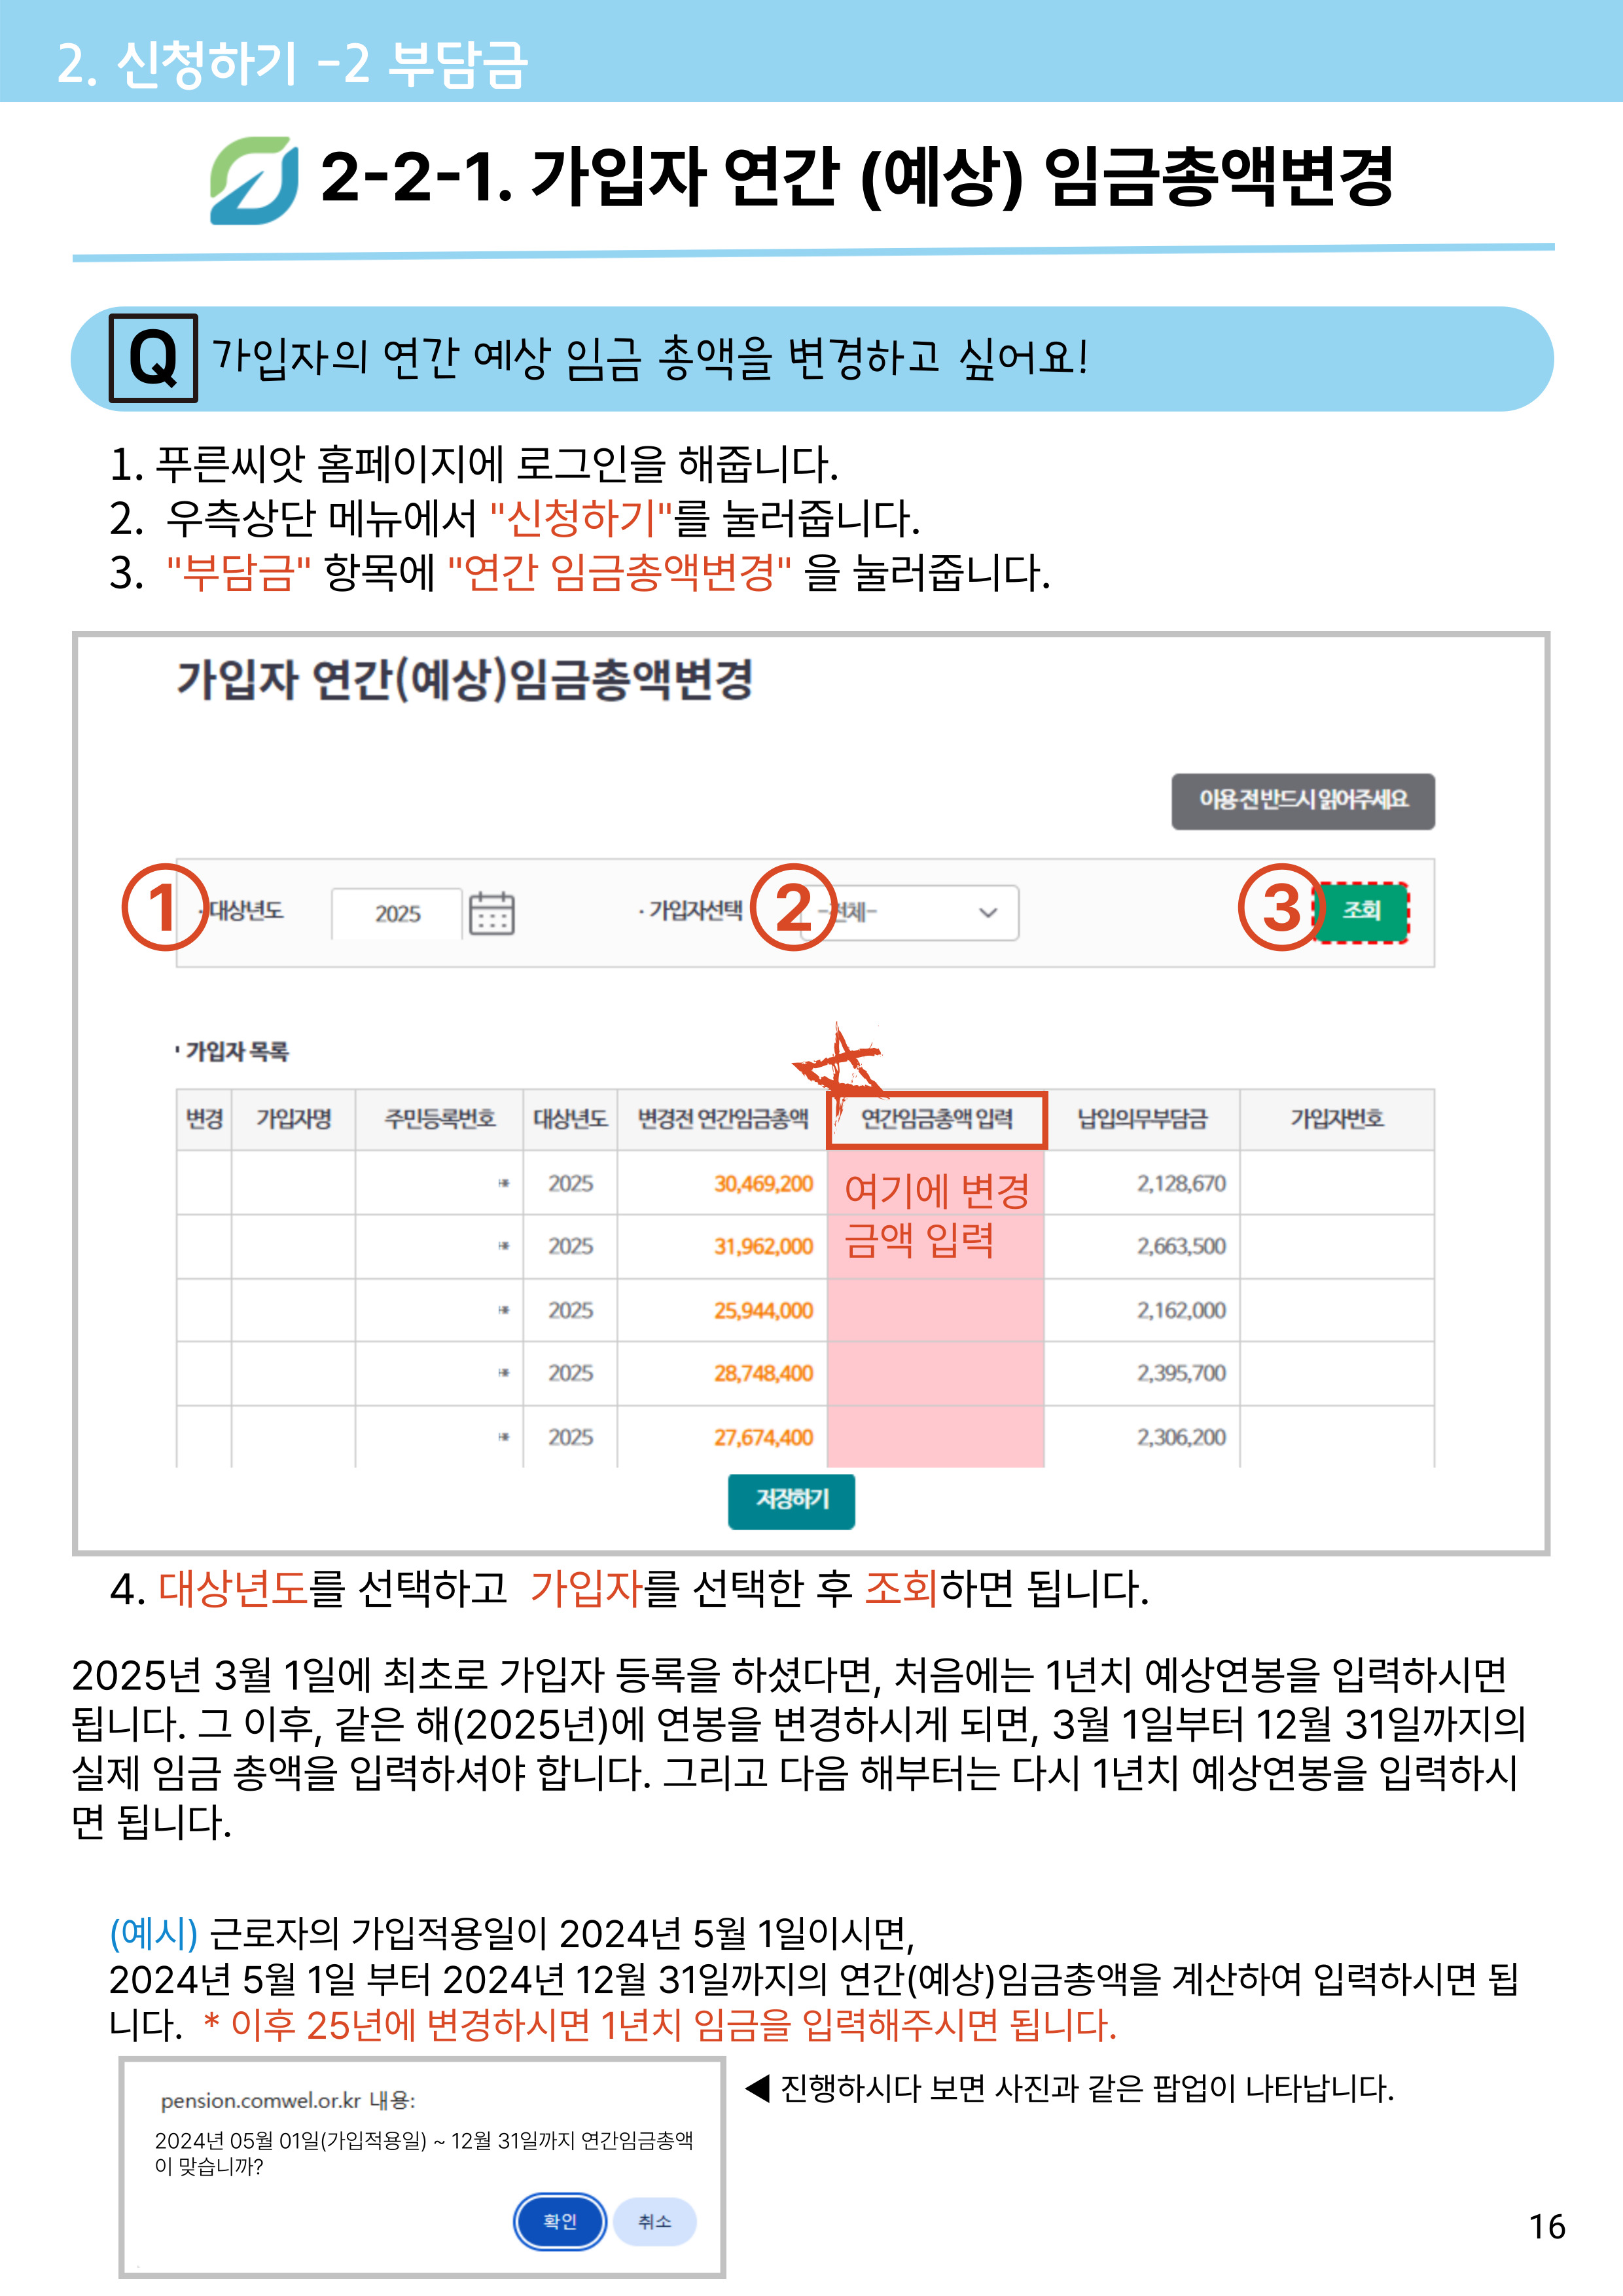 2. 신청하기 -2 부담금
2-2-1. 가입자 연간 (예상) 임금총액변경
Q 가입자의 연간 예상 임금 총액을 변경하고 싶어요!
1. 푸른씨앗 홈페이지에 로그인을 해줍니다.
2. 우측상단 메뉴에서 "신청하기"를 눌러줍니다.
3. "부담금" 항목에 "연간 임금총액변경" 을 눌러줍니다.
가입자 연간(예상)임금총액변경
이용 전 반드시 읽어주세요
1 · 대상년도 2025 · 가입자선택 2 -전체- 3 조회
· 가입자 목록
변경 가입자명 주민등록번호 대상년도 변경전 연간임금총액 연간임금총액 입력 납입의무부담금 가입자번호
2025 30,469,200 여기에 변경 2,128,670
2025 31,962,000 금액 입력 2,663,500
2025 25,944,000 2,162,000
2025 28,748,400 2,395,700
2025 27,674,400 2,306,200
저장하기
4. 대상년도를 선택하고 가입자를 선택한 후 조회하면 됩니다.
2025년 3월 1일에 최초로 가입자 등록을 하셨다면, 처음에는 1년치 예상연봉을 입력하시면
됩니다. 그 이후, 같은 해(2025년)에 연봉을 변경하시게 되면, 3월 1일부터 12월 31일까지의
실제 임금 총액을 입력하셔야 합니다. 그리고 다음 해부터는 다시 1년치 예상연봉을 입력하시
면 됩니다.
(예시) 근로자의 가입적용일이 2024년 5월 1일이시면,
2024년 5월 1일 부터 2024년 12월 31일까지의 연간(예상)임금총액을 계산하여 입력하시면 됩
니다. * 이후 25년에 변경하시면 1년치 임금을 입력해주시면 됩니다.
◀ 진행하시다 보면 사진과 같은 팝업이 나타납니다.
pension.comwel.or.kr 내용:
2024년 05월 01일(가입적용일) ~ 12월 31일까지 연간임금총액
이 맞습니까?
확인 취소
16